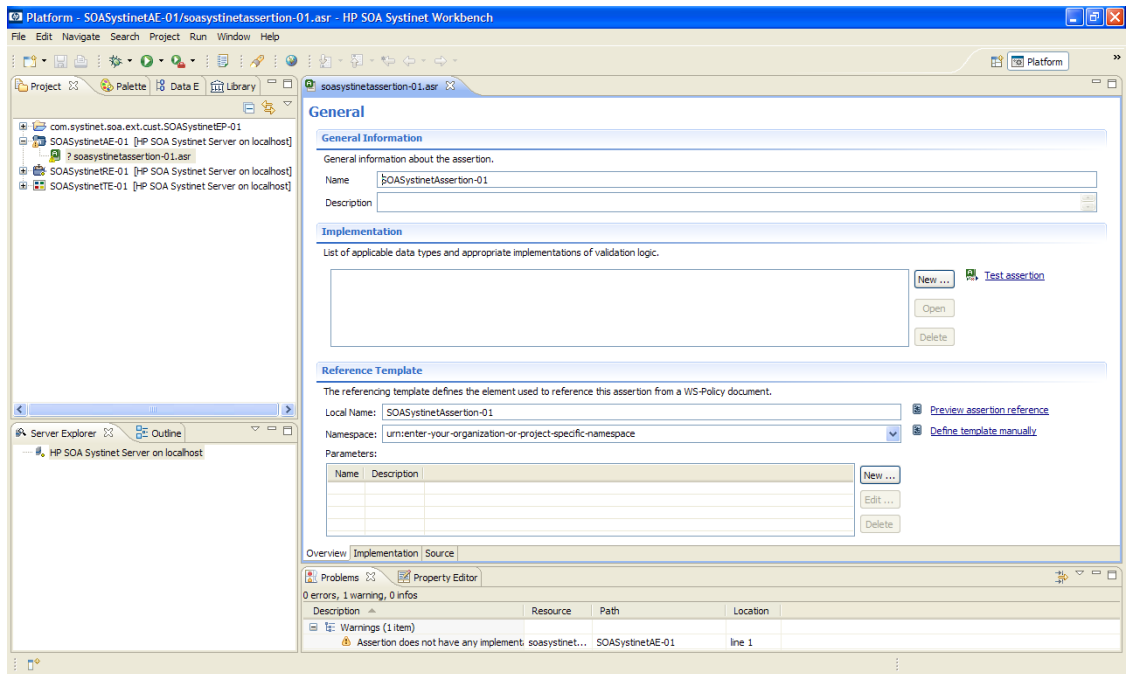 Platform - SOASystinetAE-01/soasystinetassertion-01.asr - HP SOA Systinet Workbench
File Edit Navigate Search Project Run Window Help
Platform
»
Project Palette Data E Library
com.systinet.soa.ext.cust.SOASystinetEP-01
SOASystinetAE-01 [HP SOA Systinet Server on localhost]
? soasystinetassertion-01.asr
SOASystinetRE-01 [HP SOA Systinet Server on localhost]
SOASystinetTE-01 [HP SOA Systinet Server on localhost]
Server Explorer Outline
HP SOA Systinet Server on localhost
soasystinetassertion-01.asr
General
General Information
General information about the assertion.
Name SOASystinetAssertion-01
Description
Implementation
List of applicable data types and appropriate implementations of validation logic.
New ... Test assertion
Open
Delete
Reference Template
The referencing template defines the element used to reference this assertion from a WS-Policy document.
Local Name: SOASystinetAssertion-01 Preview assertion reference
Namespace: urn:enter-your-organization-or-project-specific-namespace Define template manually
Parameters:
Name Description New ...
Edit ...
Delete
Overview Implementation Source
Problems Property Editor
0 errors, 1 warning, 0 infos
Description Resource Path Location
Warnings (1 item)
Assertion does not have any implement soasystinet... SOASystinetAE-01 line 1